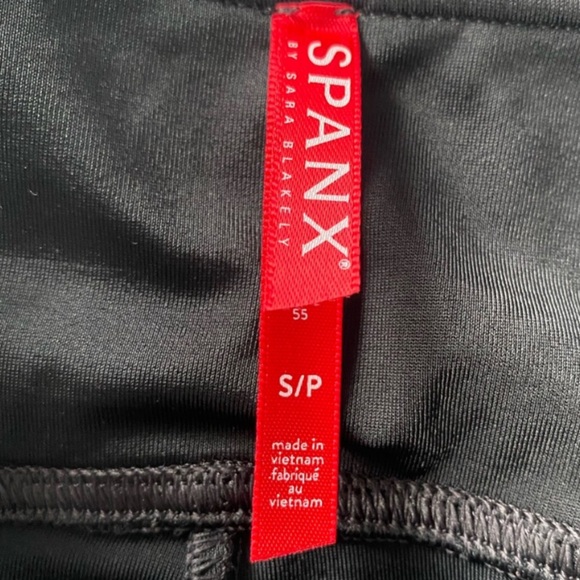 SPANX®
BY SARA BLAKELY
55
S/P
made in
vietnam
fabriqué
au
vietnam